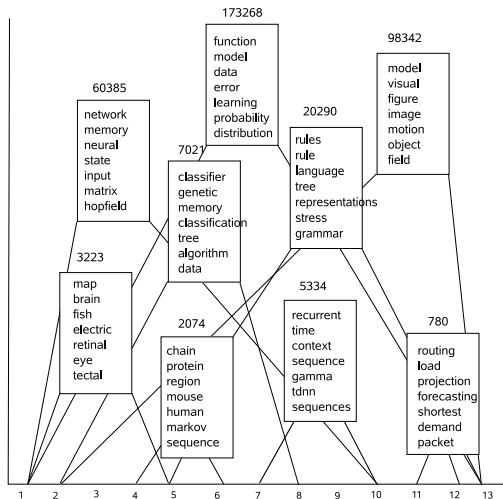 173268
function
model
data
error
learning
probability
distribution
98342
model
visual
figure
image
motion
object
field
60385
network
memory
neural
state
input
matrix
hopfield
20290
rules
rule
language
tree
representations
stress
grammar
7021
classifier
genetic
memory
classification
tree
algorithm
data
3223
map
brain
fish
electric
retinal
eye
tectal
5334
recurrent
time
context
sequence
gamma
tdnn
sequences
2074
chain
protein
region
mouse
human
markov
sequence
780
routing
load
projection
forecasting
shortest
demand
packet
1 2 3 4 5 6 7 8 9 10 11 12 13